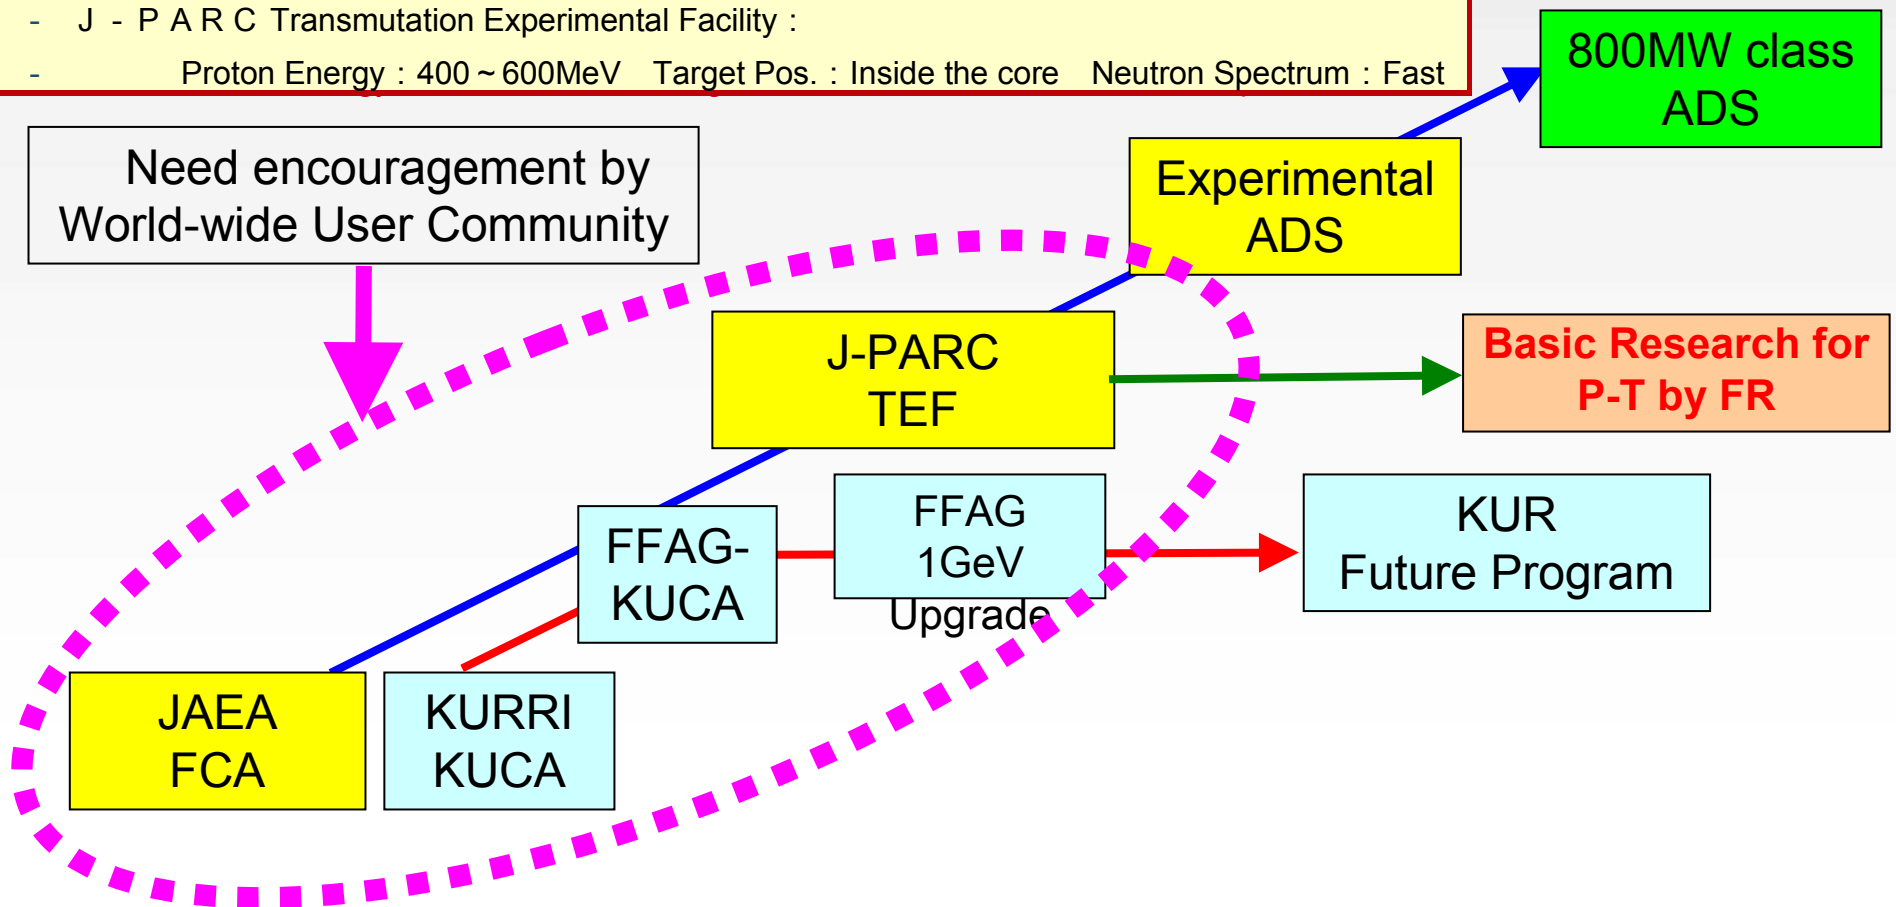 - J - P A R C Transmutation Experimental Facility :
- Proton Energy : 400 ~ 600MeV Target Pos. : Inside the core Neutron Spectrum : Fast
800MW class
ADS
Need encouragement by
World-wide User Community
Experimental
ADS
J-PARC
TEF
Basic Research for
P-T by FR
FFAG-
KUCA
FFAG
1GeV
Upgrade
KUR
Future Program
JAEA
FCA
KURRI
KUCA